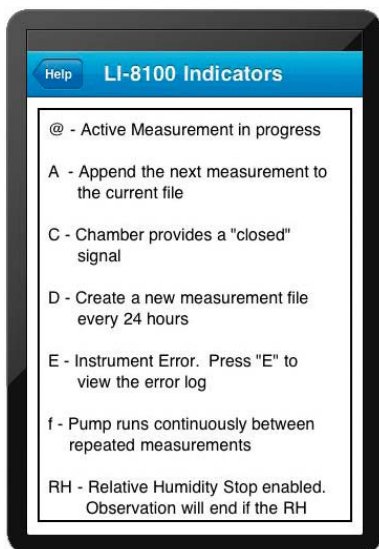 Help LI-8100 Indicators
@ - Active Measurement in progress
A - Append the next measurement to
the current file
C - Chamber provides a "closed"
signal
D - Create a new measurement file
every 24 hours
E - Instrument Error. Press "E" to
view the error log
f - Pump runs continuously between
repeated measurements
RH - Relative Humidity Stop enabled.
Observation will end if the RH